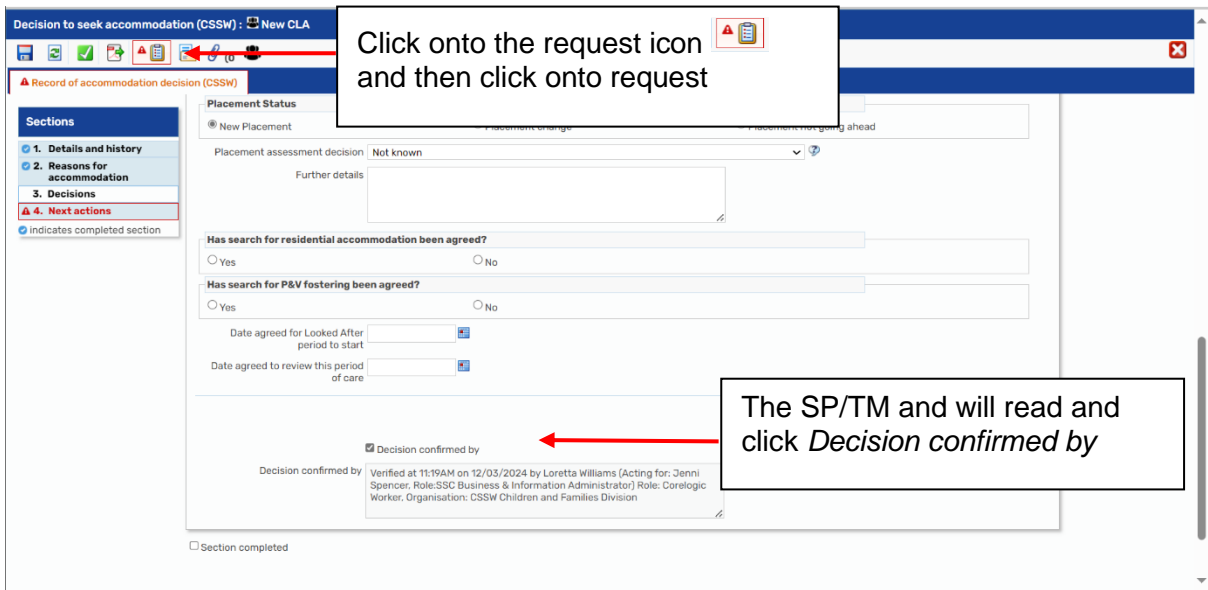 Decision to seek accommodation (CSSW) : New CLA
Click onto the request icon
and then click onto request
(0
Record of accommodation decision (CSSW)
Sections
1. Details and history
2. Reasons for
accommodation
3. Decisions
4. Next actions
indicates completed section
Placement Status
New Placement
Placement change
Placement not going ahead
Placement assessment decision Not known
Further details
Has search for residential accommodation been agreed?
Yes No
Has search for P&V fostering been agreed?
Yes No
Date agreed for Looked After
period to start
Date agreed to review this period
of care
The SP/TM and will read and
click Decision confirmed by
Decision confirmed by
Decision confirmed by Verified at 11:19AM on 12/03/2024 by Loretta Williams (Acting for: Jenni
Spencer, Role:SSC Business & Information Administrator) Role: Corelogic
Worker, Organisation: CSSW Children and Families Division
Section completed